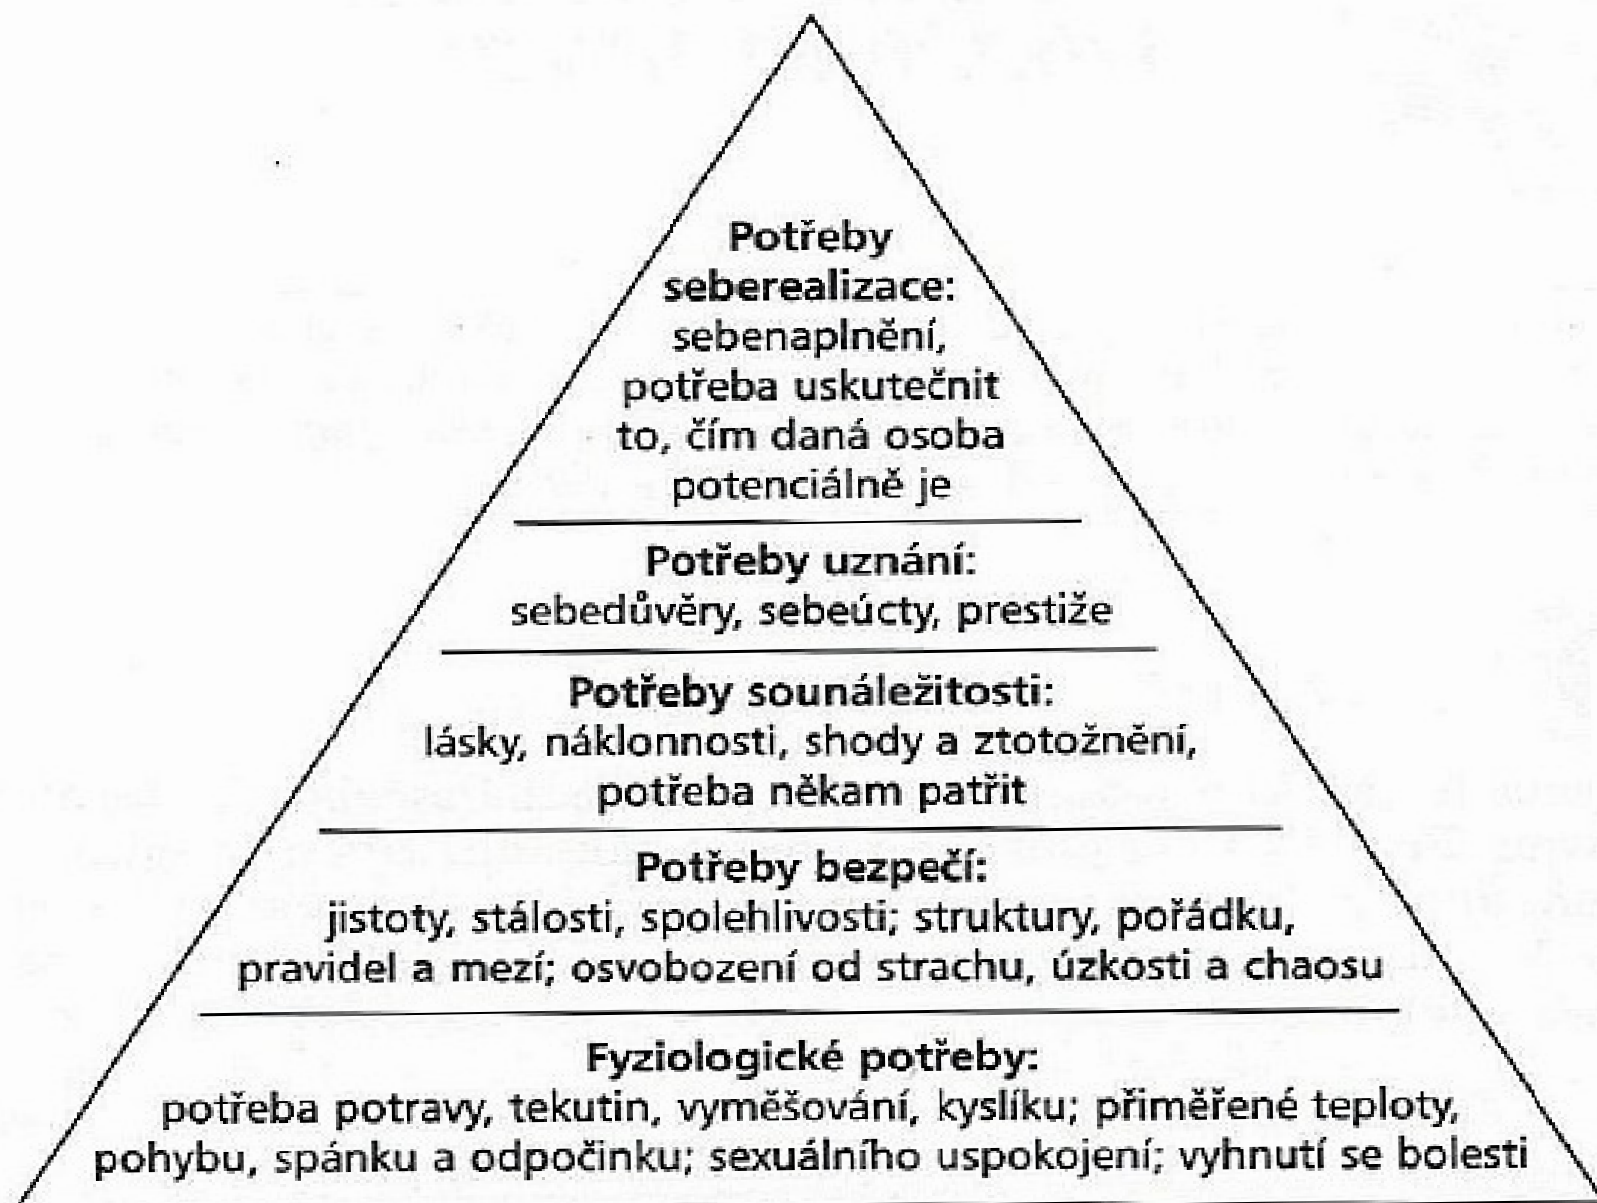 Potřeby
seberealizace:
sebenaplnění,
potřeba uskutečnit
to, čím daná osoba
potenciálně je
Potřeby uznání:
sebedůvěry, sebeúcty, prestiže
Potřeby sounáležitosti:
lásky, náklonnosti, shody a ztotožnění,
potřeba někam patřit
Potřeby bezpečí:
jistoty, stálosti, spolehlivosti; struktury, pořádku,
pravidel a mezí; osvobození od strachu, úzkosti a chaosu
Fyziologické potřeby:
potřeba potravy, tekutin, vyměšování, kyslíku; přiměřené teploty,
pohybu, spánku a odpočinku; sexuálního uspokojení; vyhnutí se bolesti